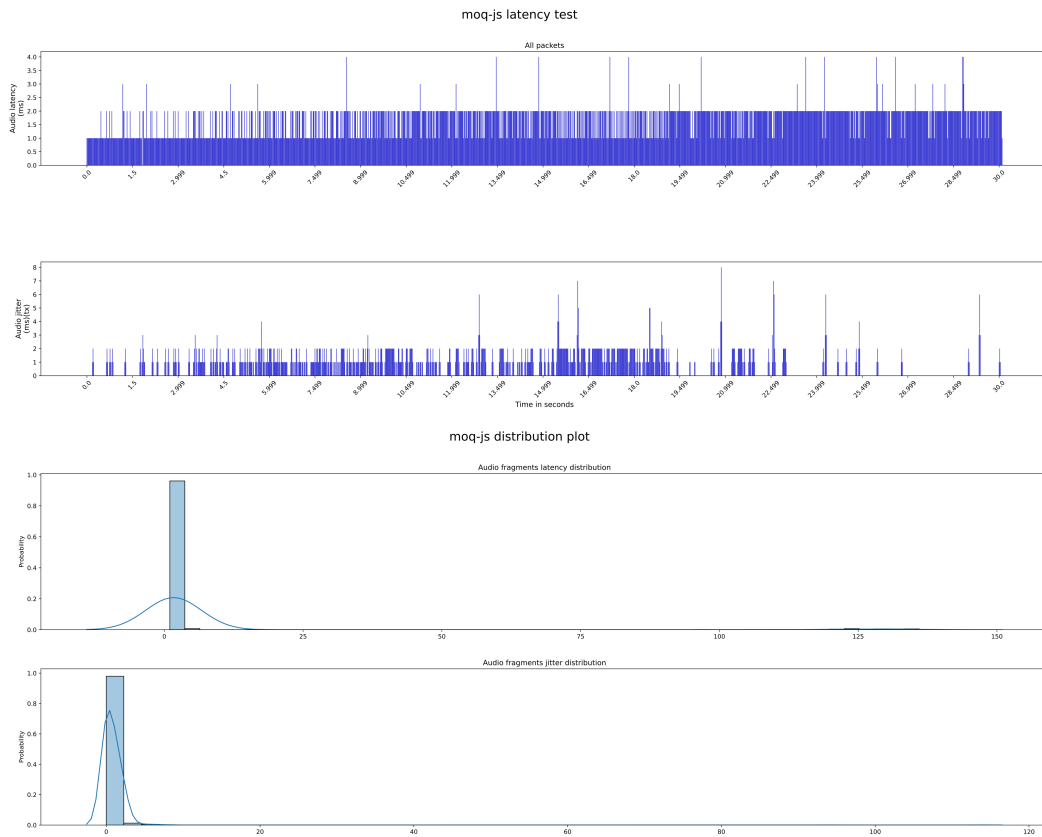 moq-js latency test
All packets
Audio latency
(ms)
4.0
3.5
3.0
2.5
2.0
1.5
1.0
0.5
0.0
0.0 1.5 2.999 4.5 5.999 7.499 8.999 10.499 11.999 13.499 14.999 16.499 18.0 19.499 20.999 22.499 23.999 25.499 26.999 28.499 30.0
Audio jitter
(ms)(tx)
8
7
6
5
4
3
2
1
0
0.0 1.5 2.999 4.5 5.999 7.499 8.999 10.499 11.999 13.499 14.999 16.499 18.0 19.499 20.999 22.499 23.999 25.499 26.999 28.499 30.0
Time in seconds
moq-js distribution plot
Audio fragments latency distribution
Probability
1.0
0.8
0.6
0.4
0.2
0.0
0 25 50 75 100 125 150
Audio fragments jitter distribution
Probability
1.0
0.8
0.6
0.4
0.2
0.0
0 20 40 60 80 100 120